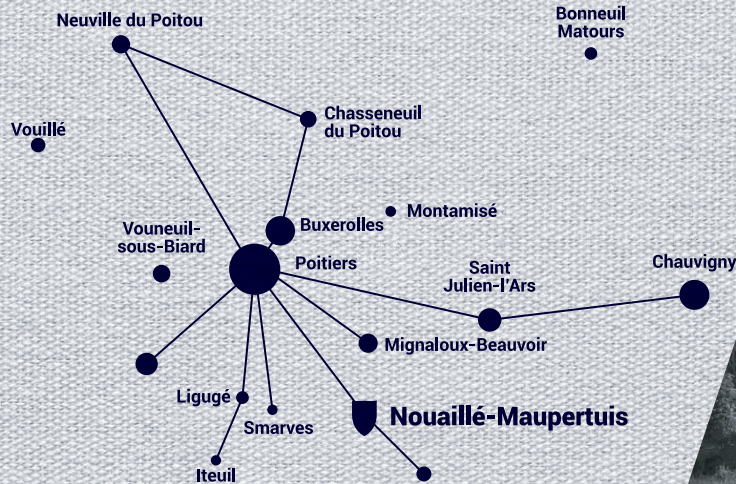 Neuville du Poitou
Bonneuil
Matours
Chasseneuil
du Poitou
Vouillé
Montamisé
Vouneuil-
sous-Biard
Buxerolles
Poitiers
Saint
Julien-l'Ars
Chauvigny
Mignaloux-Beauvoir
Ligugé
Nouaillé-Maupertuis
Smarves
Iteuil